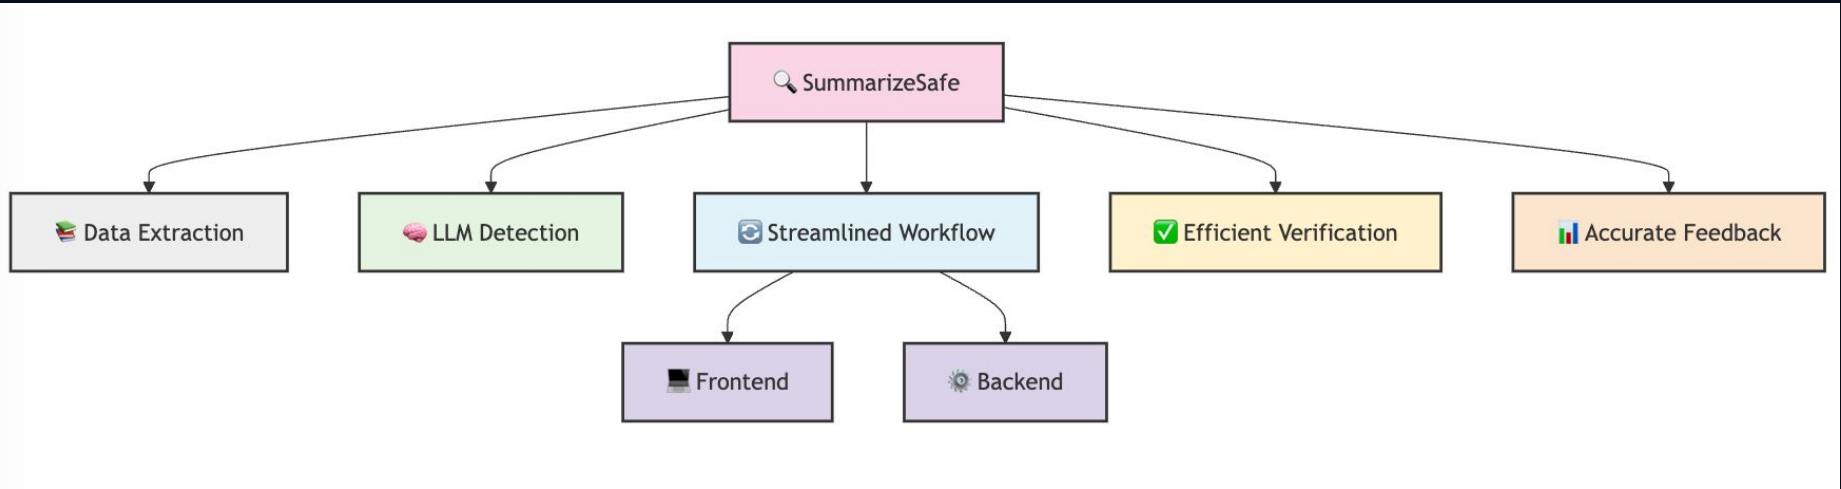 🔍 SummarizeSafe
📚 Data Extraction
🧠 LLM Detection
🔄 Streamlined Workflow
✅ Efficient Verification
📊 Accurate Feedback
💻 Frontend
⚙️ Backend